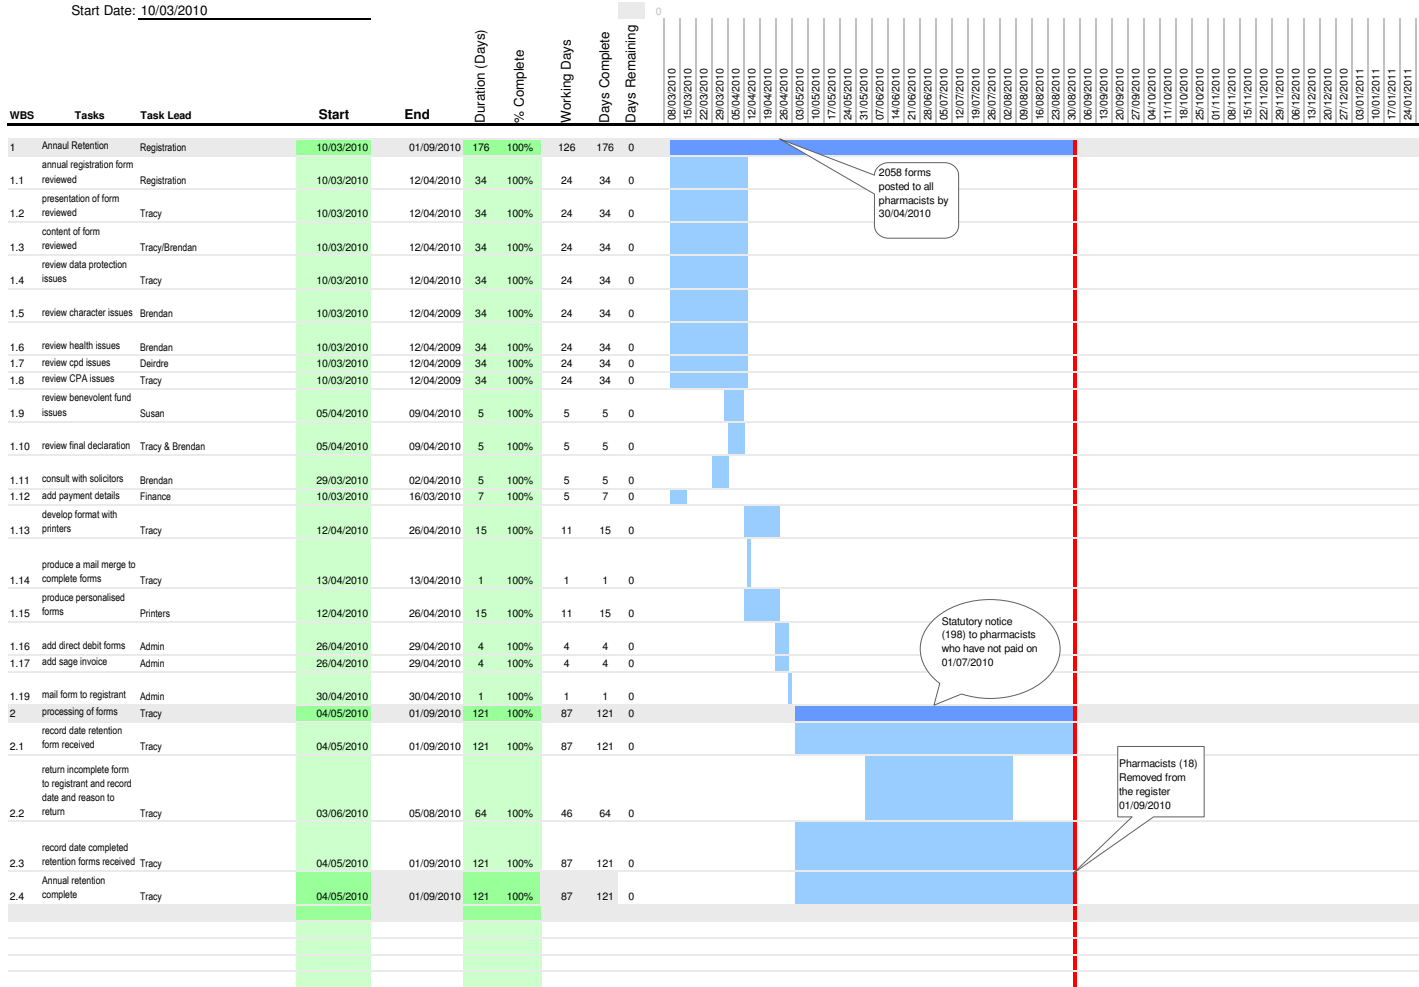 Start Date: 10/03/2010
0
WBS Tasks Task Lead Start End Duration (Days) % Complete Working Days Days Complete Days Remaining 08/03/2010 15/03/2010 22/03/2010 29/03/2010 05/04/2010 12/04/2010 19/04/2010 26/04/2010 03/05/2010 10/05/2010 17/05/2010 24/05/2010 31/05/2010 07/06/2010 14/06/2010 21/06/2010 28/06/2010 05/07/2010 12/07/2010 19/07/2010 26/07/2010 02/08/2010 09/08/2010 16/08/2010 23/08/2010 30/08/2010 06/09/2010 13/09/2010 20/09/2010 27/09/2010 04/10/2010 11/10/2010 18/10/2010 25/10/2010 01/11/2010 08/11/2010 15/11/2010 22/11/2010 29/11/2010 06/12/2010 13/12/2010 20/12/2010 27/12/2010 03/01/2011 10/01/2011 17/01/2011 24/01/2011
1 Annaul Retention Registration 10/03/2010 01/09/2010 176 100% 126 176 0
annual registration form
1.1 reviewed Registration 10/03/2010 12/04/2010 34 100% 24 34 0
2058 forms
posted to all
pharmacists by
30/04/2010
presentation of form
1.2 reviewed Tracy 10/03/2010 12/04/2010 34 100% 24 34 0
content of form
1.3 reviewed Tracy/Brendan 10/03/2010 12/04/2010 34 100% 24 34 0
review data protection
1.4 issues Tracy 10/03/2010 12/04/2010 34 100% 24 34 0
1.5 review character issues Brendan 10/03/2010 12/04/2009 34 100% 24 34 0
1.6 review health issues Brendan 10/03/2010 12/04/2009 34 100% 24 34 0
1.7 review cpd issues Deirdre 10/03/2010 12/04/2009 34 100% 24 34 0
1.8 review CPA issues Tracy 10/03/2010 12/04/2009 34 100% 24 34 0
review benevolent fund
1.9 issues Susan 05/04/2010 09/04/2010 5 100% 5 5 0
1.10 review final declaration Tracy & Brendan 05/04/2010 09/04/2010 5 100% 5 5 0
1.11 consult with solicitors Brendan 29/03/2010 02/04/2010 5 100% 5 5 0
1.12 add payment details Finance 10/03/2010 16/03/2010 7 100% 5 7 0
develop format with
1.13 printers Tracy 12/04/2010 26/04/2010 15 100% 11 15 0
produce a mail merge to
1.14 complete forms Tracy 13/04/2010 13/04/2010 1 100% 1 1 0
produce personalised
1.15 forms Printers 12/04/2010 26/04/2010 15 100% 11 15 0
1.16 add direct debit forms Admin 26/04/2010 29/04/2010 4 100% 4 4 0
1.17 add sage invoice Admin 26/04/2010 29/04/2010 4 100% 4 4 0
Statutory notice
(198) to pharmacists
who have not paid on
01/07/2010
1.19 mail form to registrant Admin 30/04/2010 30/04/2010 1 100% 1 1 0
2 processing of forms Tracy 04/05/2010 01/09/2010 121 100% 87 121 0
record date retention
2.1 form received Tracy 04/05/2010 01/09/2010 121 100% 87 121 0
return incomplete form
to registrant and record
date and reason to
2.2 return Tracy 03/06/2010 05/08/2010 64 100% 46 64 0
Pharmacists (18)
Removed from
the register
01/09/2010
record date completed
2.3 retention forms received Tracy 04/05/2010 01/09/2010 121 100% 87 121 0
Annual retention
2.4 complete Tracy 04/05/2010 01/09/2010 121 100% 87 121 0